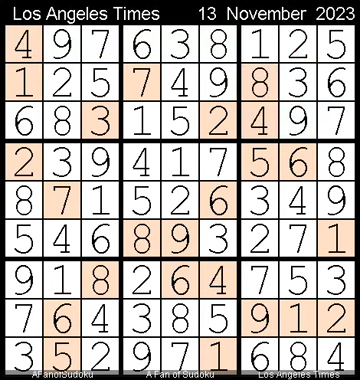 Los Angeles Times 13 November 2023
4 9 7 6 3 8 1 2 5
1 2 5 7 4 9 8 3 6
6 8 3 1 5 2 4 9 7
2 3 9 4 1 7 5 6 8
8 7 1 5 2 6 3 4 9
5 4 6 8 9 3 2 7 1
9 1 8 2 6 4 7 5 3
7 6 4 3 8 5 9 1 2
3 5 2 9 7 1 6 8 4
AFanofSudoku A Fan of Sudoku Los Angeles Times